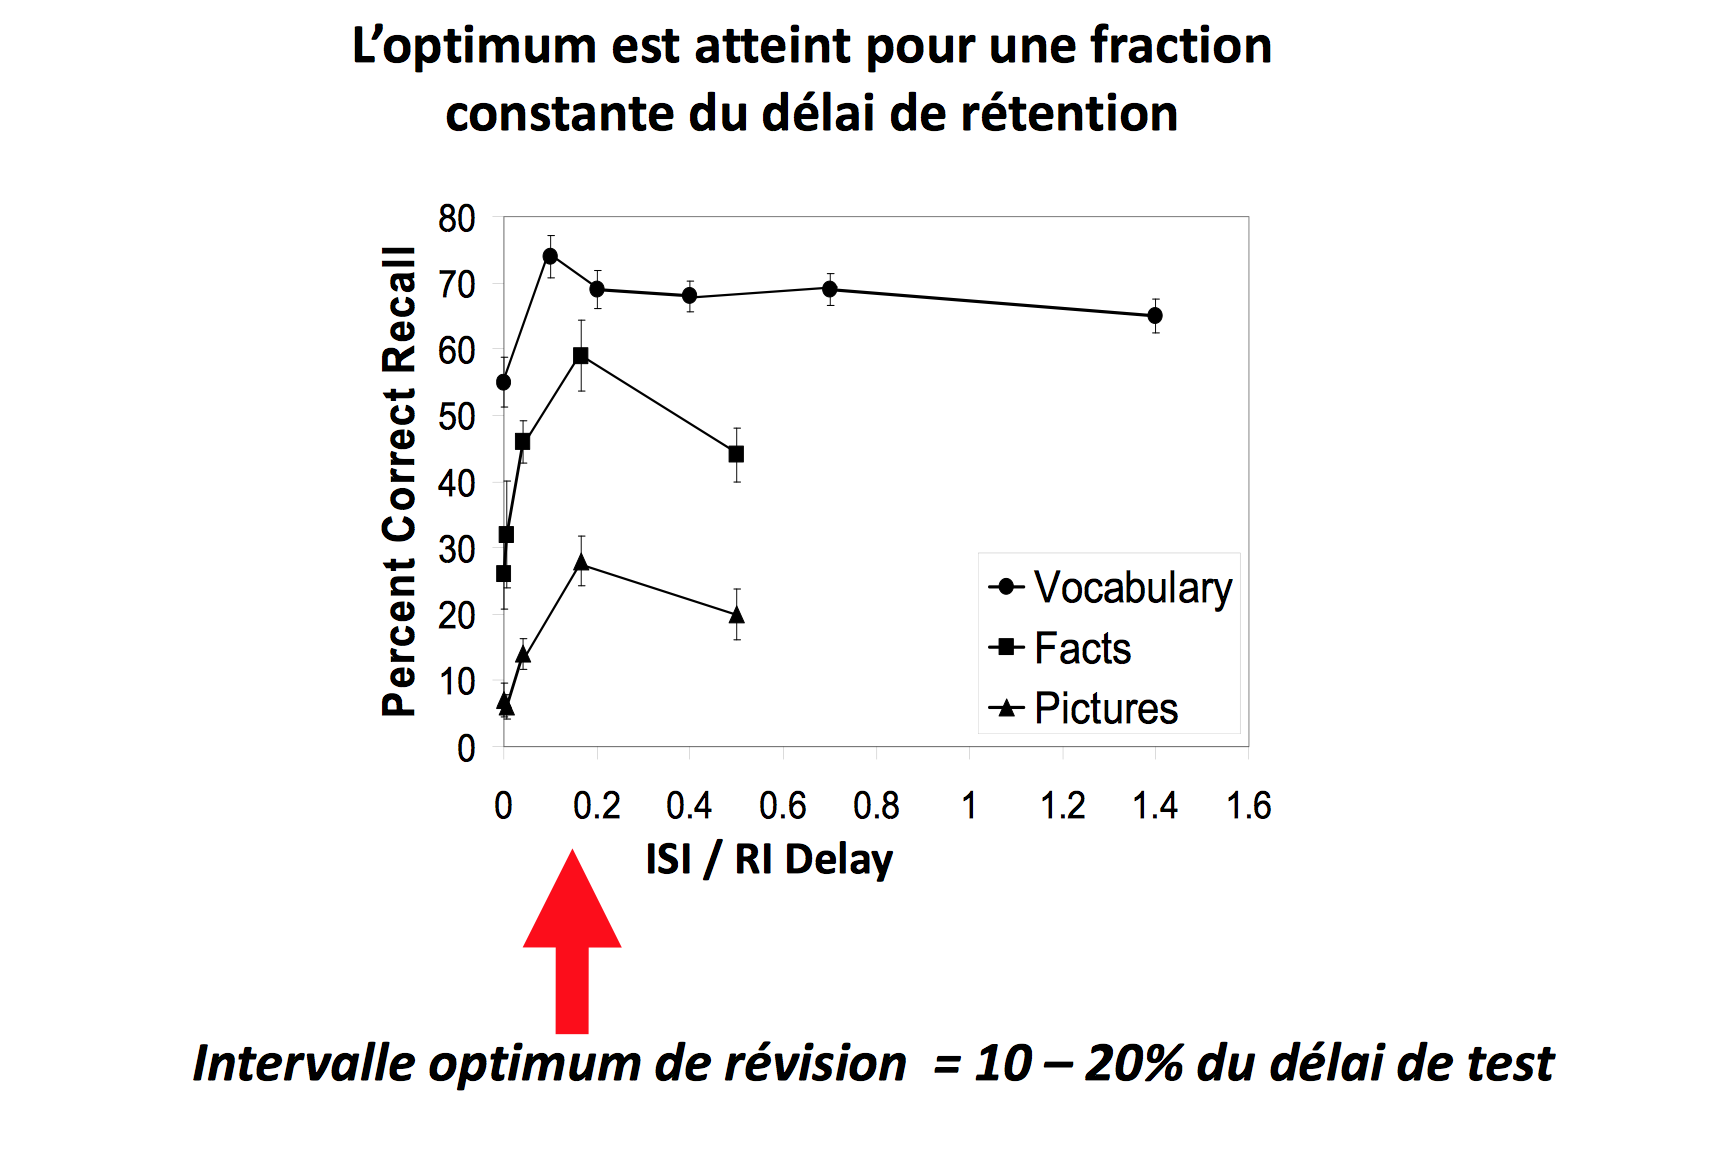 L’optimum est atteint pour une fraction
constante du délai de rétention
Percent Correct Recall
80
70
60
50
40
30
20
10
0
Vocabulary
Facts
Pictures
0 0.2 0.4 0.6 0.8 1 1.2 1.4 1.6
ISI / RI Delay
Intervalle optimum de révision = 10 – 20% du délai de test